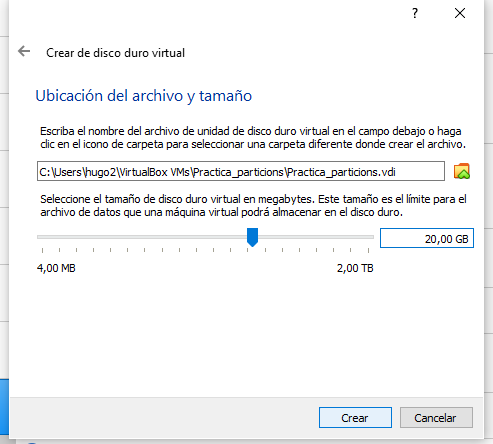 ?
Crear de disco duro virtual
Ubicación del archivo y tamaño
Escriba el nombre del archivo de unidad de disco duro virtual en el campo debajo o haga
clic en el icono de carpeta para seleccionar una carpeta diferente donde crear el archivo.
C:\Users\hugo2\VirtualBox VMs\Practica_particions\Practica_particions.vdi
Seleccione el tamaño de disco duro virtual en megabytes. Este tamaño es el límite para el
archivo de datos que una máquina virtual podrá almacenar en el disco duro.
20,00 GB
4,00 MB 2,00 TB
Crear Cancelar